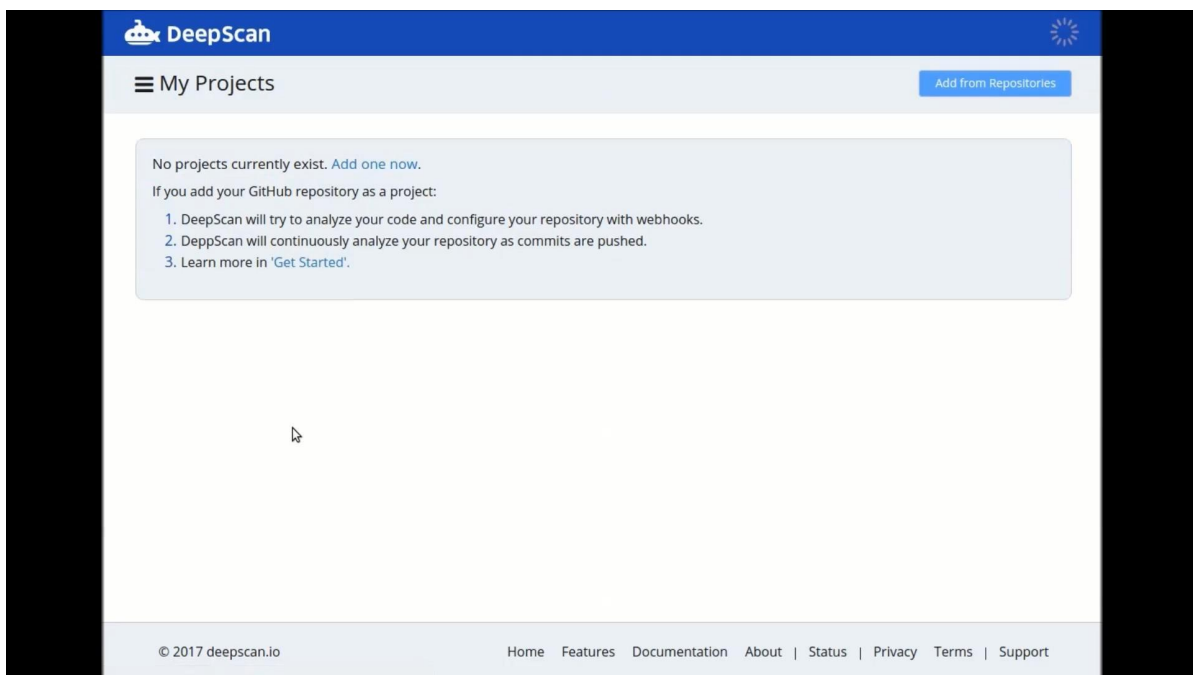 DeepScan
My Projects
Add from Repositories
No projects currently exist. Add one now.
If you add your GitHub repository as a project:
1. DeepScan will try to analyze your code and configure your repository with webhooks.
2. DeppScan will continuously analyze your repository as commits are pushed.
3. Learn more in 'Get Started'.
© 2017 deepscan.io
Home Features Documentation About | Status | Privacy Terms | Support